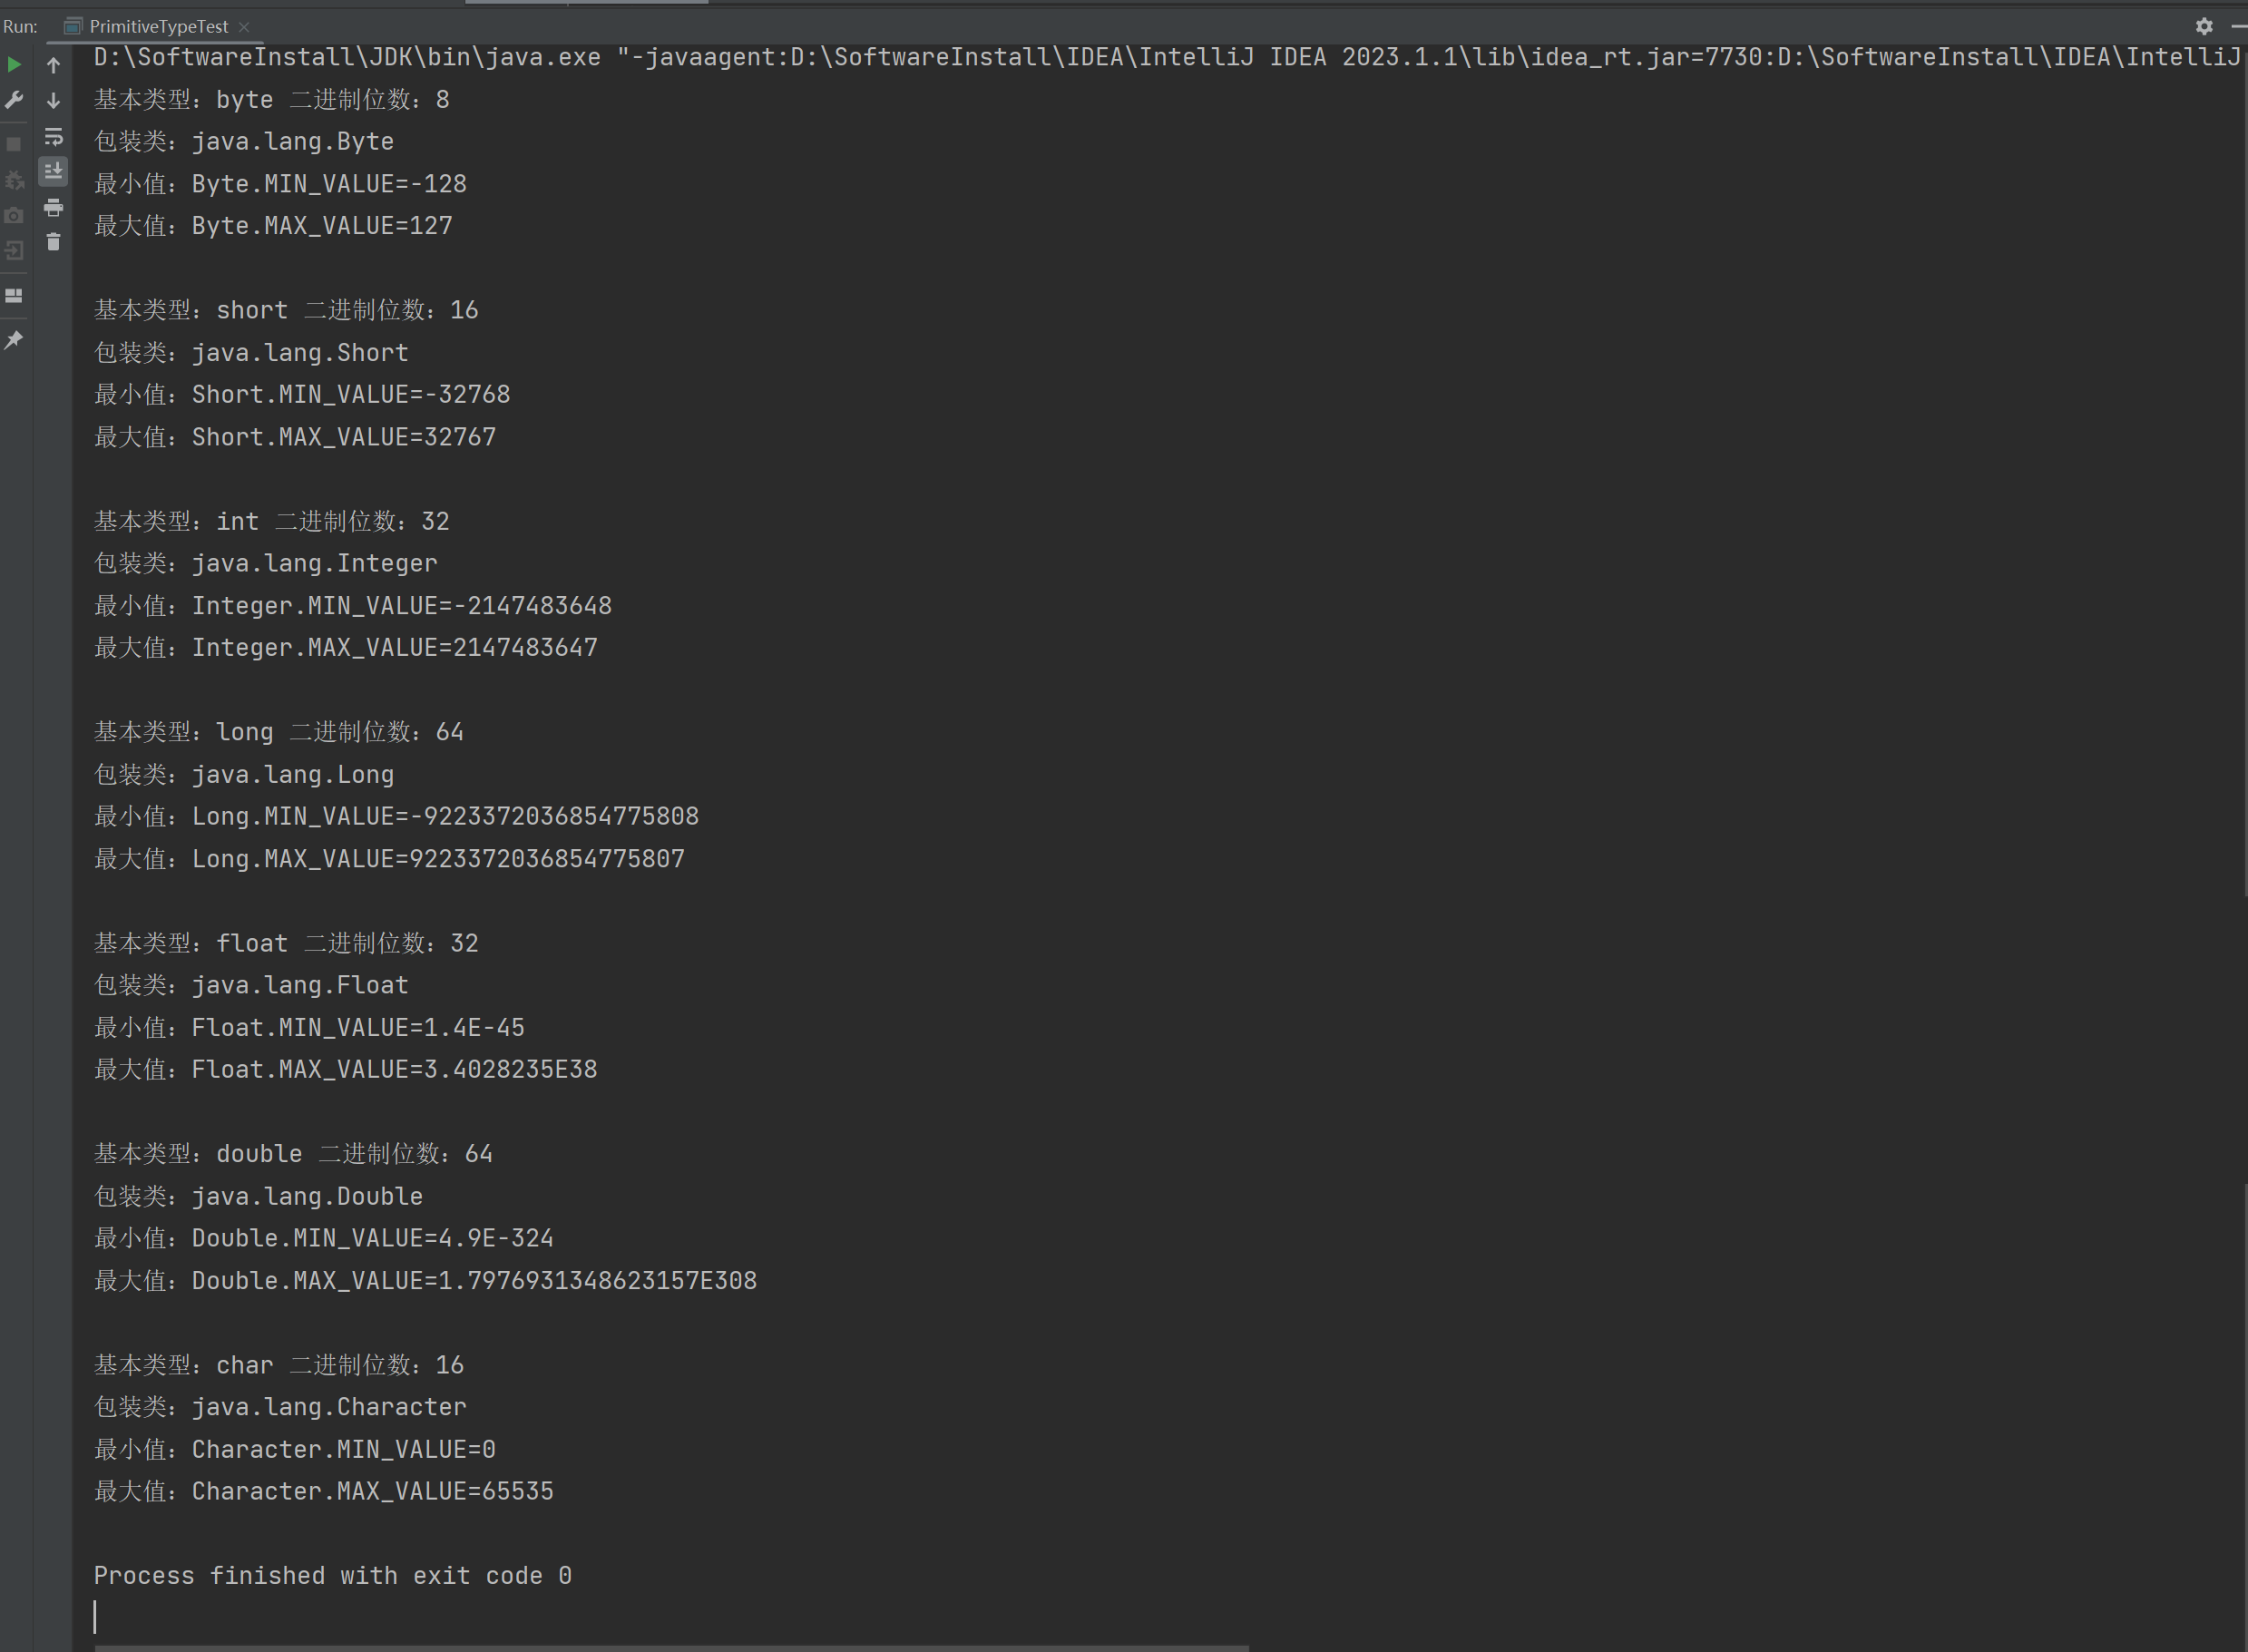 Run: PrimitiveTypeTest
D:\SoftwareInstall\JDK\bin\java.exe "-javaagent:D:\SoftwareInstall\IDEA\IntelliJ IDEA 2023.1.1\lib\idea_rt.jar=7730:D:\SoftwareInstall\IDEA\IntelliJ
基本类型：byte 二进制位数：8
包装类：java.lang.Byte
最小值：Byte.MIN_VALUE=-128
最大值：Byte.MAX_VALUE=127
基本类型：short 二进制位数：16
包装类：java.lang.Short
最小值：Short.MIN_VALUE=-32768
最大值：Short.MAX_VALUE=32767
基本类型：int 二进制位数：32
包装类：java.lang.Integer
最小值：Integer.MIN_VALUE=-2147483648
最大值：Integer.MAX_VALUE=2147483647
基本类型：long 二进制位数：64
包装类：java.lang.Long
最小值：Long.MIN_VALUE=-9223372036854775808
最大值：Long.MAX_VALUE=9223372036854775807
基本类型：float 二进制位数：32
包装类：java.lang.Float
最小值：Float.MIN_VALUE=1.4E-45
最大值：Float.MAX_VALUE=3.4028235E38
基本类型：double 二进制位数：64
包装类：java.lang.Double
最小值：Double.MIN_VALUE=4.9E-324
最大值：Double.MAX_VALUE=1.7976931348623157E308
基本类型：char 二进制位数：16
包装类：java.lang.Character
最小值：Character.MIN_VALUE=0
最大值：Character.MAX_VALUE=65535
Process finished with exit code 0